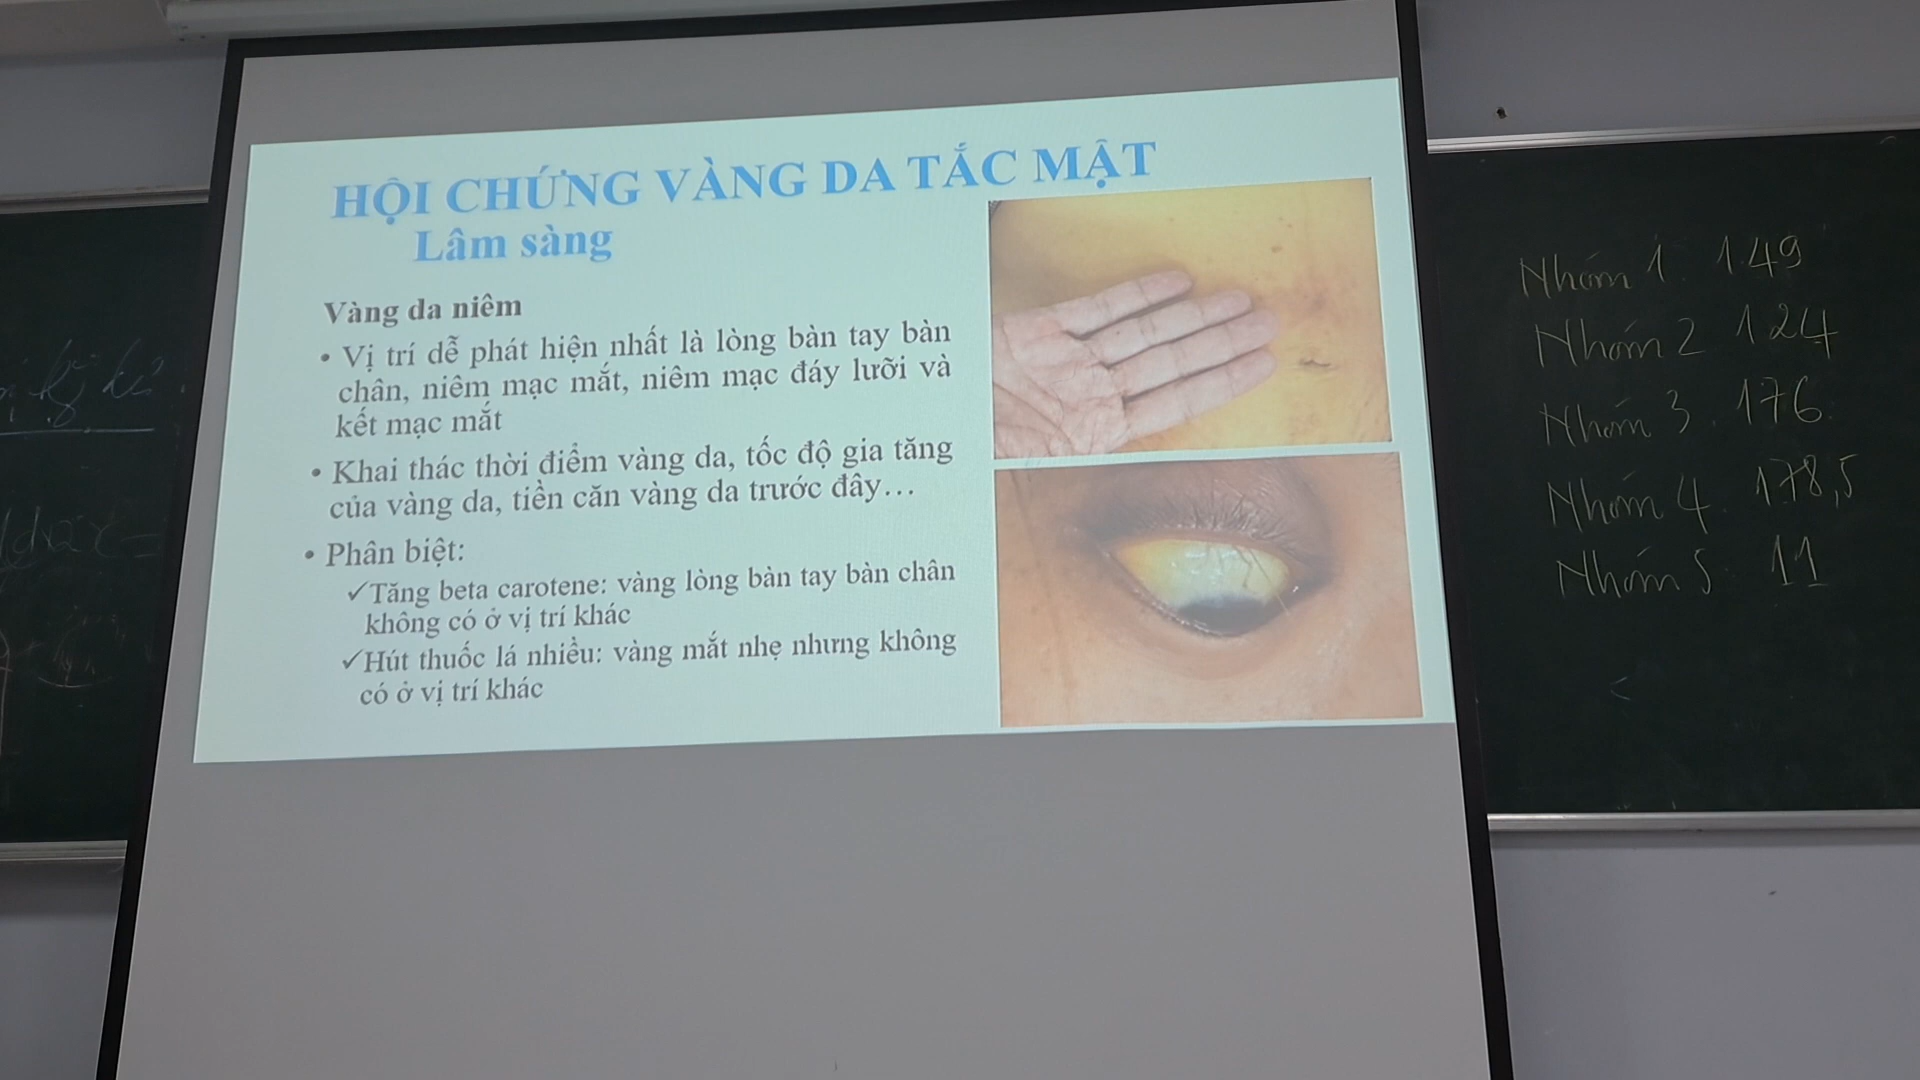 HỘI CHỨNG VÀNG DA TẮC MẬT
Lâm sàng
Vàng da niêm
• Vị trí dễ phát hiện nhất là lòng bàn tay bàn
chân, niêm mạc mắt, niêm mạc đáy lưỡi và
kết mạc mắt
• Khai thác thời điểm vàng da, tốc độ gia tăng
của vàng da, tiền căn vàng da trước đây…
• Phân biệt:
✓Tăng beta carotene: vàng lòng bàn tay bàn chân
không có ở vị trí khác
✓Hút thuốc lá nhiều: vàng mắt nhẹ nhưng không
có ở vị trí khác
Nhóm 1. 149
Nhóm 2 124
Nhóm 3. 176
Nhóm 4. 178,5
Nhóm 5 11